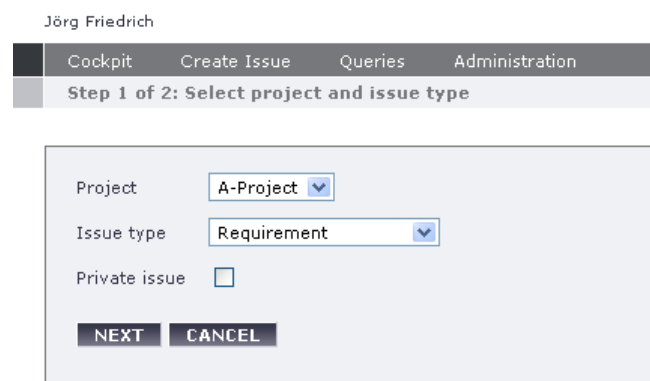 Jörg Friedrich
Cockpit Create Issue Queries Administration
Step 1 of 2: Select project and issue type
Project A-Project
Issue type Requirement
Private issue
NEXT CANCEL